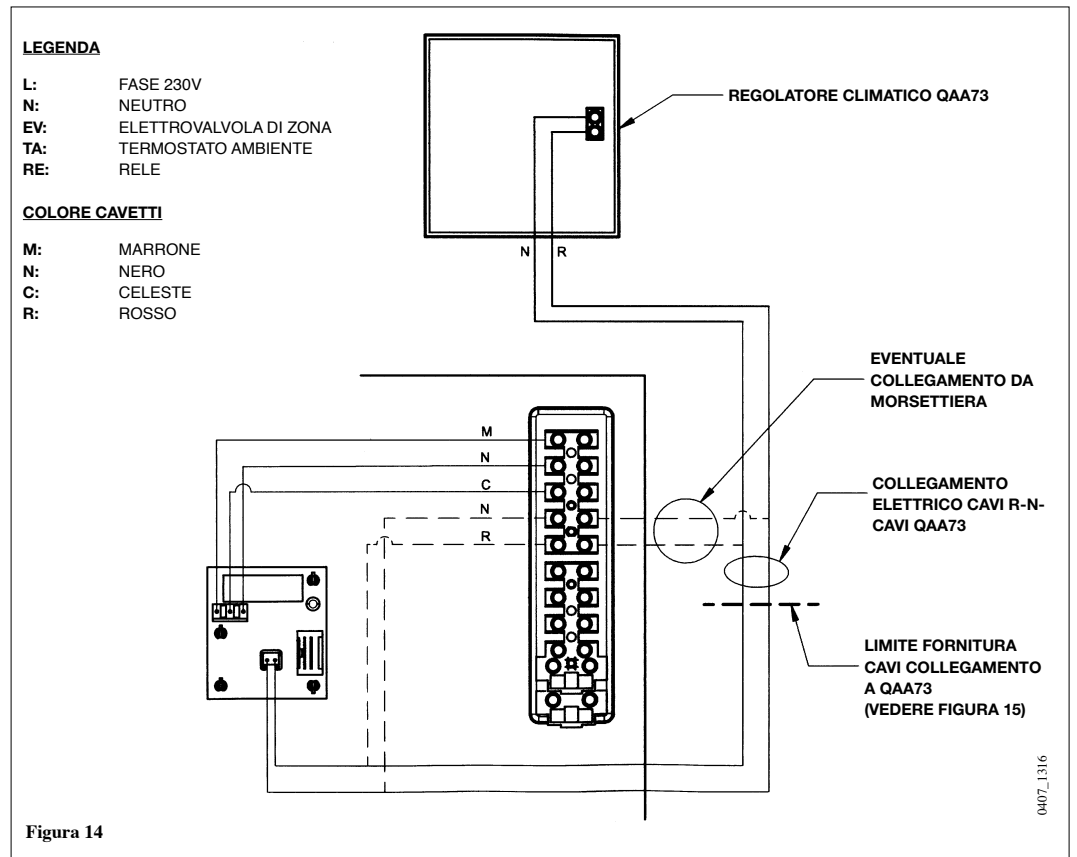 LEGENDA
L: FASE 230V
N: NEUTRO
EV: ELETTROVALVOLA DI ZONA
TA: TERMOSTATO AMBIENTE
RE: RELE
COLORE CAVETTI
M: MARRONE
N: NERO
C: CELESTE
R: ROSSO
REGOLATORE CLIMATICO QAA73
N R
EVENTUALE
COLLEGAMENTO DA
MORSETTIERA
M
N
C
N
R
COLLEGAMENTO
ELETTRICO CAVI R-N-
CAVI QAA73
LIMITE FORNITURA
CAVI COLLEGAMENTO
A QAA73
(VEDERE FIGURA 15)
0407_1316
Figura 14